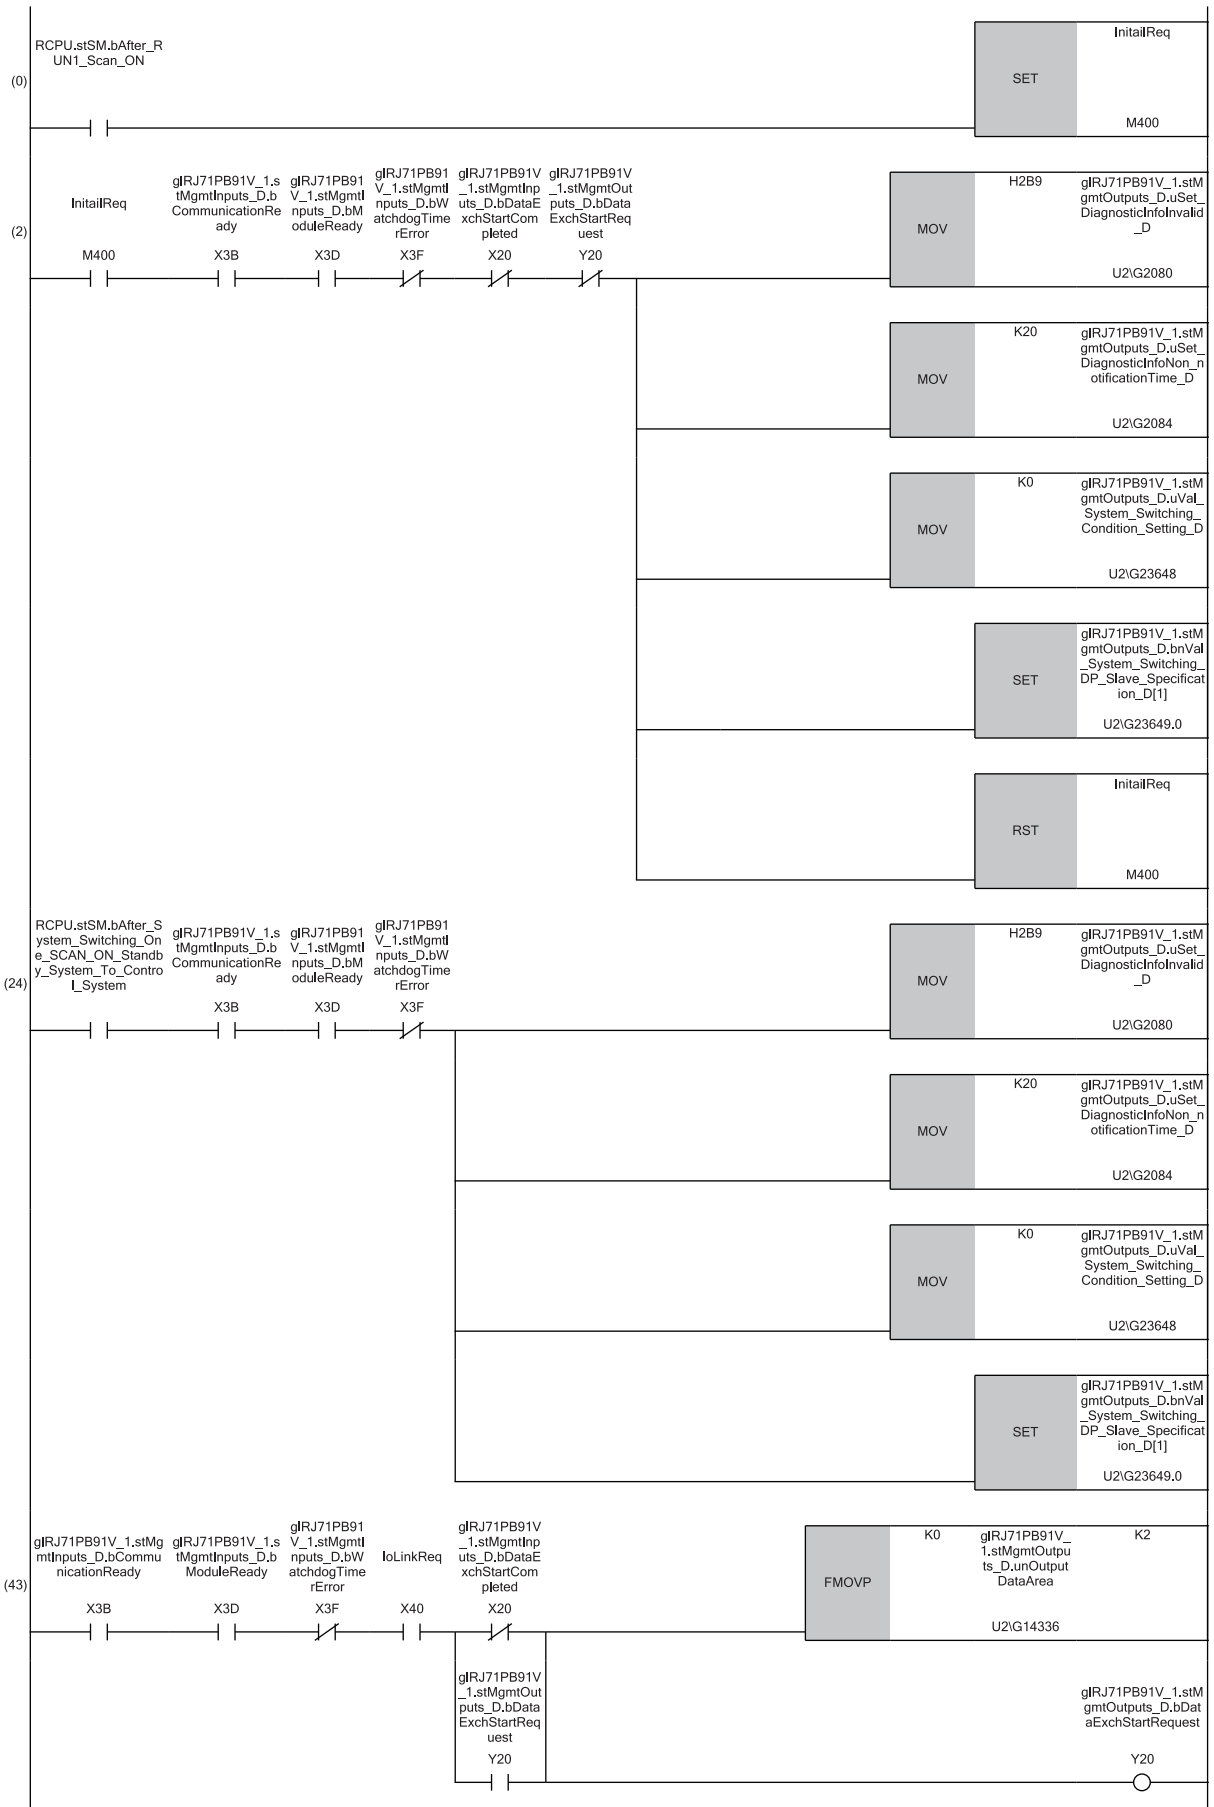 (0)
RCPU.stSM.bAfter_R
UN1_Scan_ON
SET
InitailReq
M400
(2)
InitailReq
M400
gIRJ71PB91V_1.s
tMgmtInputs_D.b
CommunicationRe
ady
X3B
gIRJ71PB91
V_1.stMgmtI
nputs_D.bM
oduleReady
X3D
gIRJ71PB91
V_1.stMgmtI
nputs_D.bW
atchdogTime
rError
X3F
gIRJ71PB91V
_1.stMgmtInp
uts_D.bDataE
xchStartCom
pleted
X20
gIRJ71PB91V
_1.stMgmtOut
puts_D.bData
ExchStartReq
uest
Y20
MOV
H2B9
gIRJ71PB91V_1.stM
gmtOutputs_D.uSet_
DiagnosticInfoInvalid
_D
U2\G2080
MOV
K20
gIRJ71PB91V_1.stM
gmtOutputs_D.uSet_
DiagnosticInfoNon_n
otificationTime_D
U2\G2084
MOV
K0
gIRJ71PB91V_1.stM
gmtOutputs_D.uVal_
System_Switching_
Condition_Setting_D
U2\G23648
SET
gIRJ71PB91V_1.stM
gmtOutputs_D.bnVal
_System_Switching_
DP_Slave_Specificat
ion_D[1]
U2\G23649.0
RST
InitailReq
M400
(24)
RCPU.stSM.bAfter_S
ystem_Switching_On
e_SCAN_ON_Standb
y_System_To_Contro
l_System
gIRJ71PB91V_1.s
tMgmtInputs_D.b
CommunicationRe
ady
X3B
gIRJ71PB91
V_1.stMgmtI
nputs_D.bM
oduleReady
X3D
gIRJ71PB91
V_1.stMgmtI
nputs_D.bW
atchdogTime
rError
X3F
MOV
H2B9
gIRJ71PB91V_1.stM
gmtOutputs_D.uSet_
DiagnosticInfoInvalid
_D
U2\G2080
MOV
K20
gIRJ71PB91V_1.stM
gmtOutputs_D.uSet_
DiagnosticInfoNon_n
otificationTime_D
U2\G2084
MOV
K0
gIRJ71PB91V_1.stM
gmtOutputs_D.uVal_
System_Switching_
Condition_Setting_D
U2\G23648
SET
gIRJ71PB91V_1.stM
gmtOutputs_D.bnVal
_System_Switching_
DP_Slave_Specificat
ion_D[1]
U2\G23649.0
(43)
gIRJ71PB91V_1.stMg
mtInputs_D.bCommu
nicationReady
X3B
gIRJ71PB91V_1.s
tMgmtInputs_D.b
ModuleReady
X3D
gIRJ71PB91
V_1.stMgmtI
nputs_D.bW
atchdogTime
rError
X3F
IoLinkReq
X40
gIRJ71PB91V
_1.stMgmtInp
uts_D.bDataE
xchStartCom
pleted
X20
FMOVP
K0
gIRJ71PB91V_
1.stMgmtOutpu
ts_D.unOutput
DataArea
U2\G14336
K2
gIRJ71PB91V
_1.stMgmtOut
puts_D.bData
ExchStartReq
uest
Y20
gIRJ71PB91V_1.stM
gmtOutputs_D.bDat
aExchStartRequest
Y20